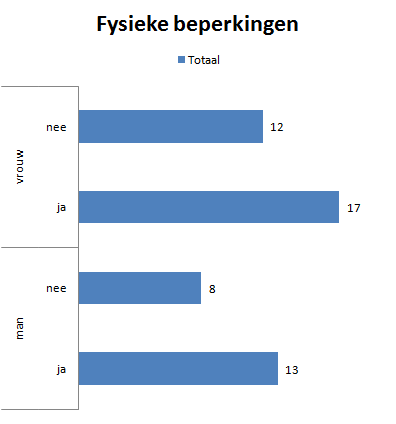 Fysieke beperkingen
Totaal
vrouw
nee
12
ja
17
man
nee
8
ja
13